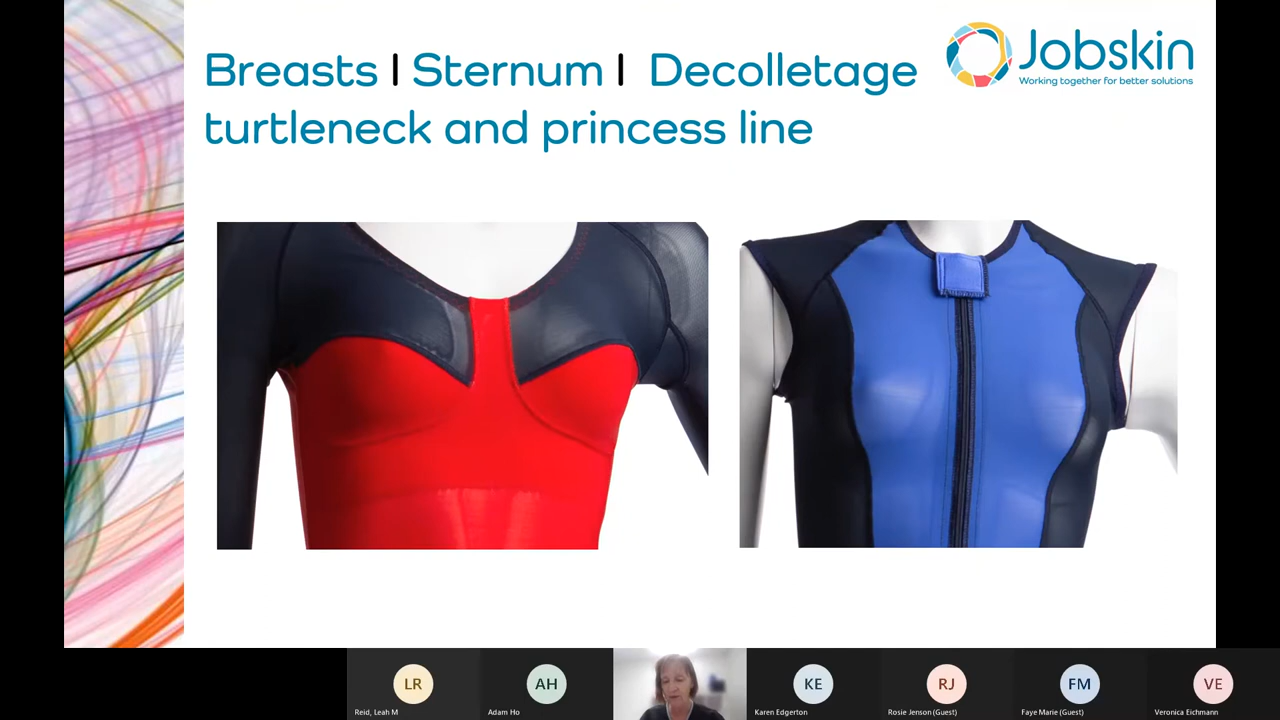 Breasts | Sternum | Decolletage
turtleneck and princess line
Jobskin
Working together for better solutions
LR
AH
KE
RJ
FM
VE
Reid, Leah M
Adam Ho
Karen Edgerton
Rosie Jenson (Guest)
Faye Marie (Guest)
Veronica Eichmann